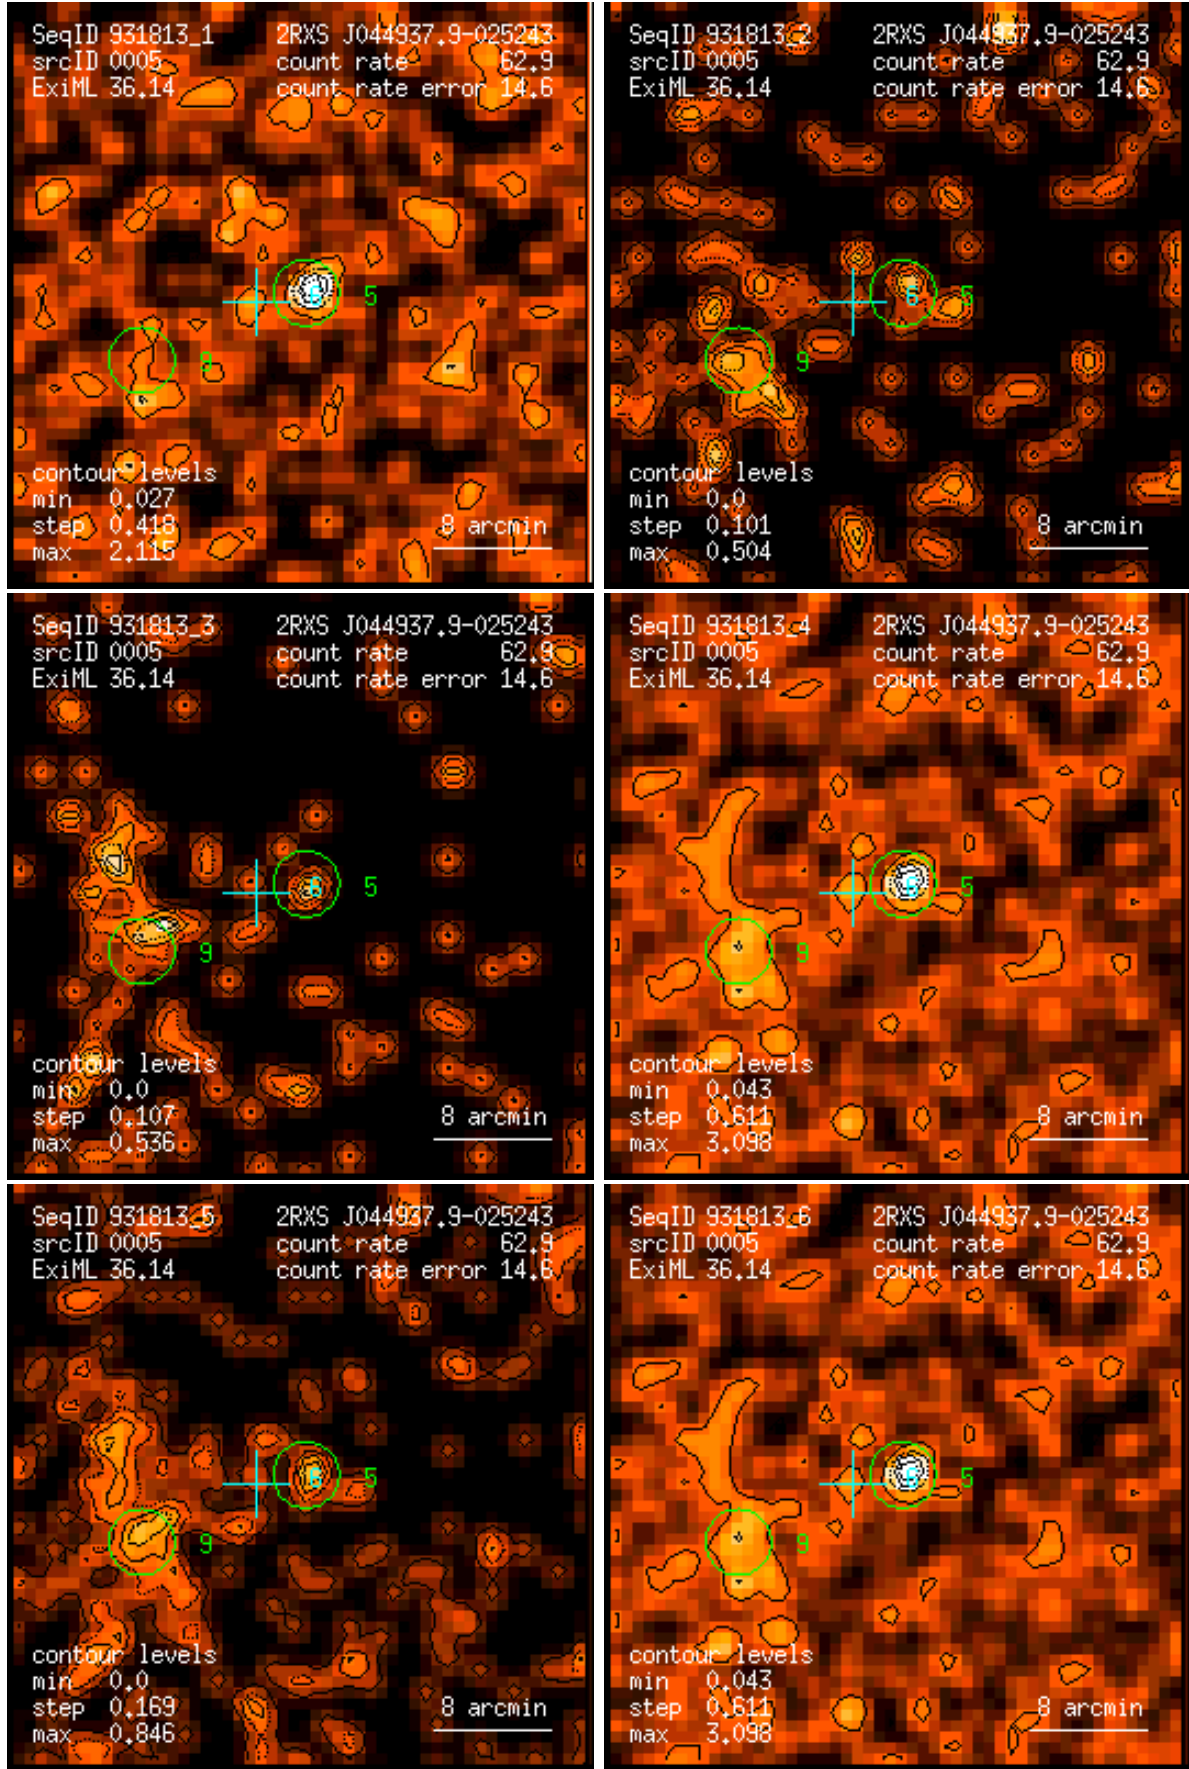 SeqID 931813_1 2RXS J044937.9-025243
srcID 0005 count rate 62.9
ExiML 36.14 count rate error 14.6
6 5
9
contour levels
min 0.027
step 0.418 8 arcmin
max 2.115
SeqID 931813_2 2RXS J044937.9-025243
srcID 0005 count rate 62.9
ExiML 36.14 count rate error 14.6
6 5
9
contour levels
min 0.0
step 0.101 8 arcmin
max 0.504
SeqID 931813_3 2RXS J044937.9-025243
srcID 0005 count rate 62.9
ExiML 36.14 count rate error 14.6
6 5
9
contour levels
min 0.0
step 0.107 8 arcmin
max 0.536
SeqID 931813_4 2RXS J044937.9-025243
srcID 0005 count rate 62.9
ExiML 36.14 count rate error 14.6
6 5
9
contour levels
min 0.043
step 0.611 8 arcmin
max 3.098
SeqID 931813_5 2RXS J044937.9-025243
srcID 0005 count rate 62.9
ExiML 36.14 count rate error 14.6
6 5
9
contour levels
min 0.0
step 0.169 8 arcmin
max 0.846
SeqID 931813_6 2RXS J044937.9-025243
srcID 0005 count rate 62.9
ExiML 36.14 count rate error 14.6
6 5
9
contour levels
min 0.043
step 0.611 8 arcmin
max 3.098